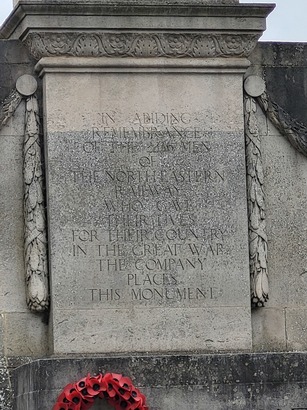 IN ABIDING
REMEMBRANCE
OF THE 2236 MEN
OF
THE NORTH EASTERN
RAILWAY
WHO GAVE
THEIR LIVES
FOR THEIR COUNTRY
IN THE GREAT WAR
THE COMPANY
PLACES
THIS MONUMENT